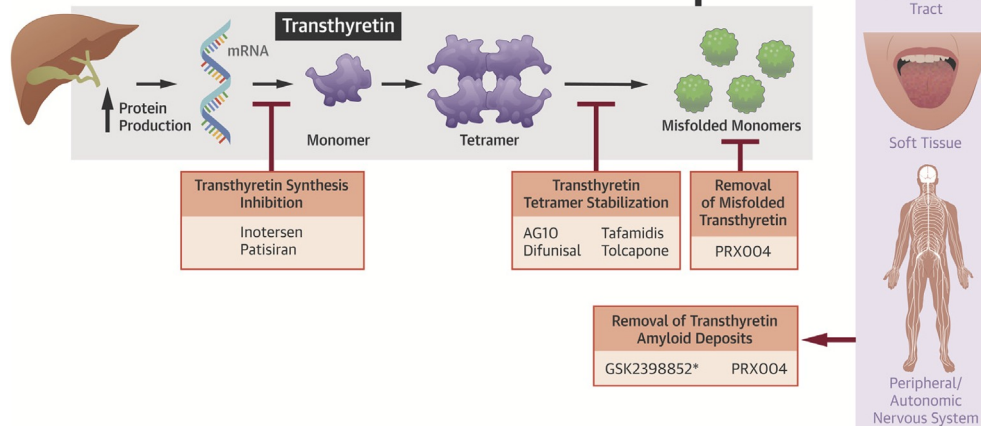 Transthyretin
mRNA
Protein
Production
Monomer
Tetramer
Misfolded Monomers
Transthyretin Synthesis
Inhibition
Inotersen
Patisiran
Transthyretin
Tetramer Stabilization
AG10 Tafamidis
Difunisal Tolcapone
Removal
of Misfolded
Transthyretin
PRX004
Removal of Transthyretin
Amyloid Deposits
GSK2398852* PRX004
Tract
Soft Tissue
Peripheral/
Autonomic
Nervous System